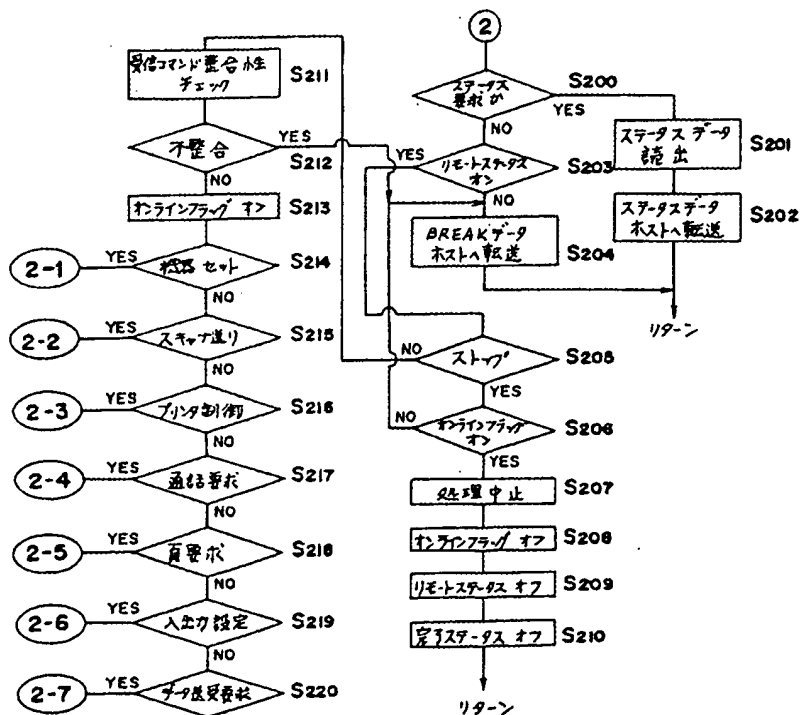 受信コマンド整合性
チェック
S211
不整合
YES
S212
NO
オンラインフラグ オン
S213
2-1
YES
機器セット
S214
NO
2-2
YES
スキャナ送り
S215
NO
2-3
YES
プリンタ制御
S216
NO
2-4
YES
通話要求
S217
NO
2-5
YES
頁要求
S218
NO
2-6
YES
入出力設定
S219
NO
2-7
YES
データ送受要求
S220
2
ステータス
要求か
S200
YES
NO
ステータスデータ
読出
S201
YES
リモートステータス
オン
S203
NO
ステータスデータ
ホストへ転送
S202
BREAKデータ
ホストへ転送
S204
リターン
NO
ストップ
S205
YES
NO
オンラインフラグ
オン
S206
YES
処理中止
S207
オンラインフラグ オフ
S208
リモートステータス オフ
S209
完了ステータス オフ
S210
リターン